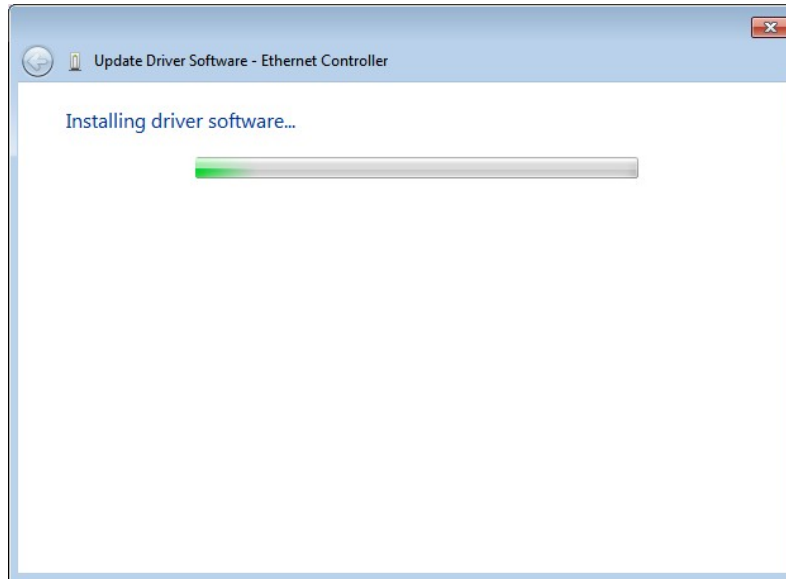 Update Driver Software - Ethernet Controller
Installing driver software...